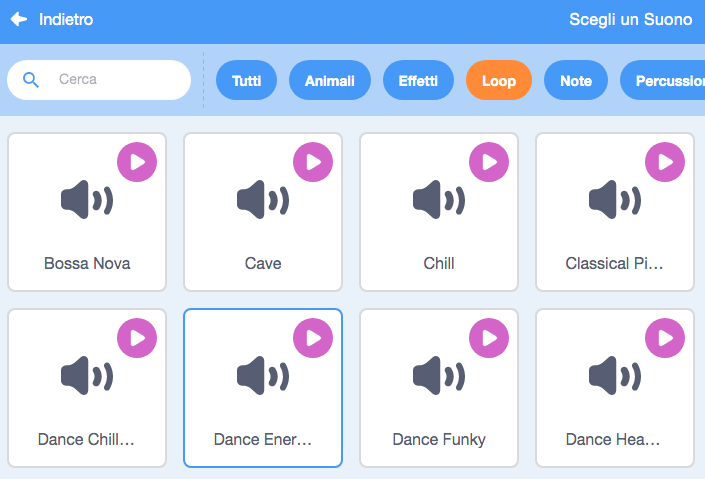 Indietro
Scegli un Suono
Cerca
Tutti
Animali
Effetti
Loop
Note
Percussion
Bossa Nova
Cave
Chill
Classical Pi...
Dance Chill...
Dance Ener...
Dance Funky
Dance Hea...